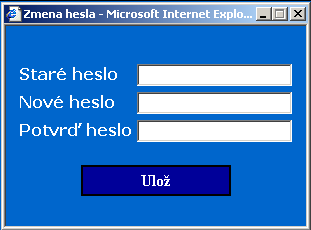 Zmena hesla - Microsoft Internet Explo...
Staré heslo
Nové heslo
Potvrď heslo
Ulož